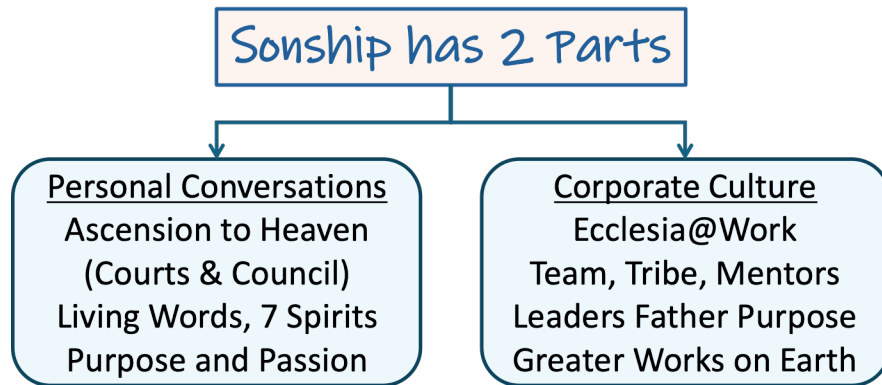 Sonship has 2 Parts
Personal Conversations
Ascension to Heaven
(Courts & Council)
Living Words, 7 Spirits
Purpose and Passion
Corporate Culture
Ecclesia@Work
Team, Tribe, Mentors
Leaders Father Purpose
Greater Works on Earth